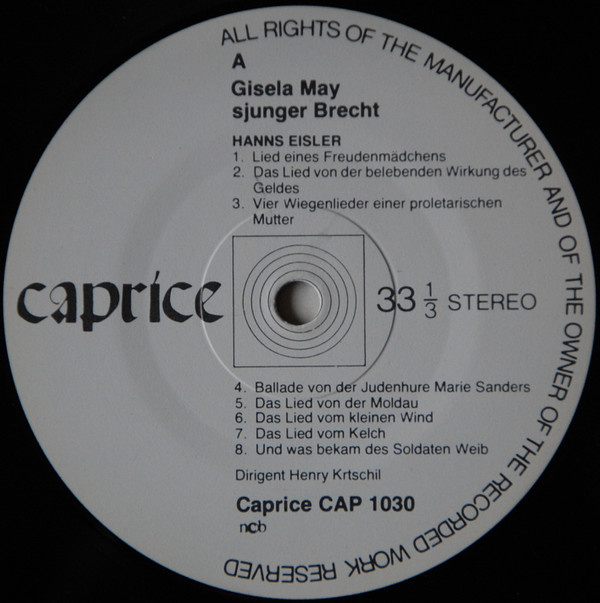 ALL RIGHTS OF THE MANUFACTURER AND OF THE OWNER OF THE RECORDED WORK RESERVED
A
Gisela May
sjunger Brecht
HANNS EISLER
1. Lied eines Freudenmädchens
2. Das Lied von der belebenden Wirkung des
Geldes
3. Vier Wiegenlieder einer proletarischen
Mutter
caprice
33 1/3 STEREO
4. Ballade von der Judenhure Marie Sanders
5. Das Lied von der Moldau
6. Das Lied vom kleinen Wind
7. Das Lied vom Kelch
8. Und was bekam des Soldaten Weib
Dirigent Henry Krtschil
Caprice CAP 1030
ncb